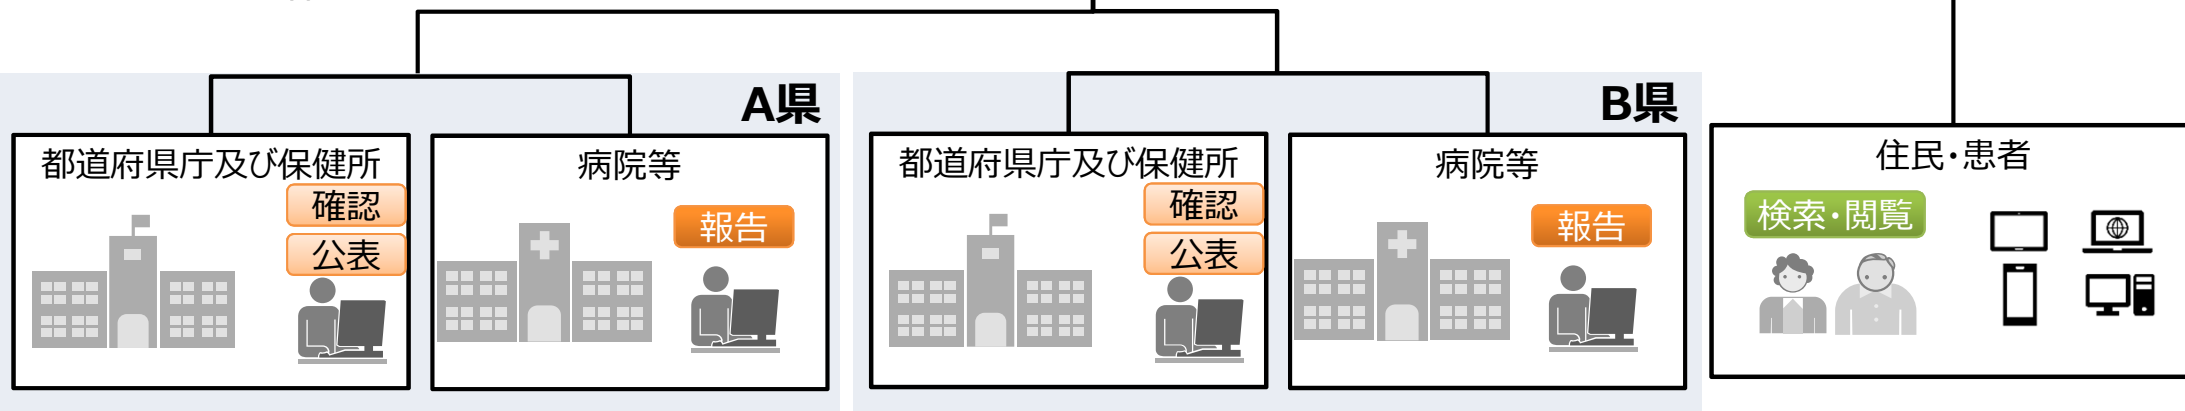 A県
都道府県庁及び保健所
確認
公表
病院等
報告
B県
都道府県庁及び保健所
確認
公表
病院等
報告
住民・患者
検索・閲覧